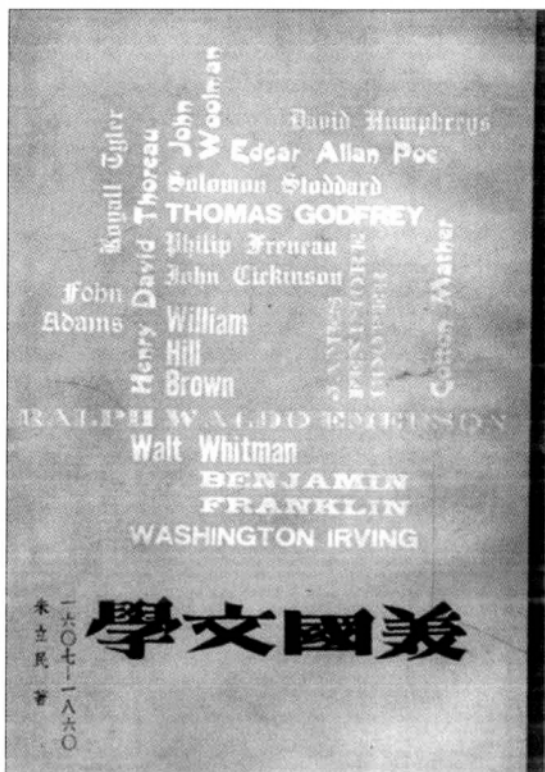 David Humphreys
John
Woolman
Royall Tyler
Henry David Thoreau
Edgar Allan Poe
Solomon Stoddard
THOMAS GODFREY
Philip Freneau
John Cickinson
John
Adams
William
Hill
Brown
JAMES
FENIMORE
COOPER
Cotton Mather
RALPH WALDO EMERSON
Walt Whitman
BENJAMIN
FRANKLIN
WASHINGTON IRVING
美國文學
一六〇七—一八六〇
朱立民 著